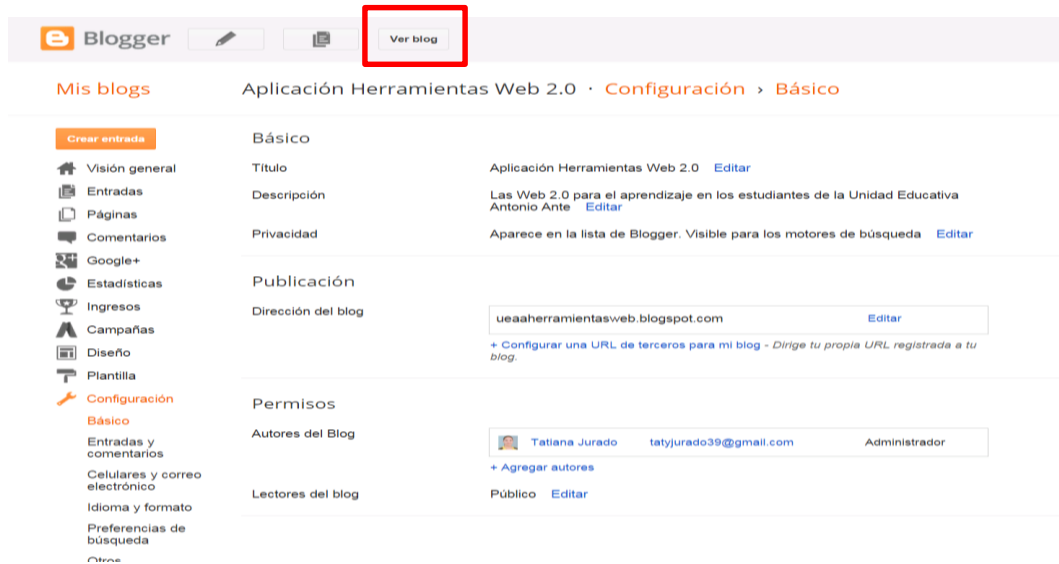 Blogger
Ver blog
Mis blogs
Aplicación Herramientas Web 2.0 · Configuración › Básico
Crear entrada
Visión general
Entradas
Páginas
Comentarios
Google+
Estadísticas
Ingresos
Campañas
Diseño
Plantilla
Configuración
Básico
Entradas y
comentarios
Celulares y correo
electrónico
Idioma y formato
Preferencias de
búsqueda
Otros
Básico
Título
Aplicación Herramientas Web 2.0 Editar
Descripción
Las Web 2.0 para el aprendizaje en los estudiantes de la Unidad Educativa
Antonio Ante Editar
Privacidad
Aparece en la lista de Blogger. Visible para los motores de búsqueda Editar
Publicación
Dirección del blog
ueaaherramientasweb.blogspot.com Editar
+ Configurar una URL de terceros para mi blog - Dirige tu propia URL registrada a tu
blog.
Permisos
Autores del Blog
Tatiana Jurado tatyjurado39@gmail.com Administrador
+ Agregar autores
Lectores del blog
Público Editar